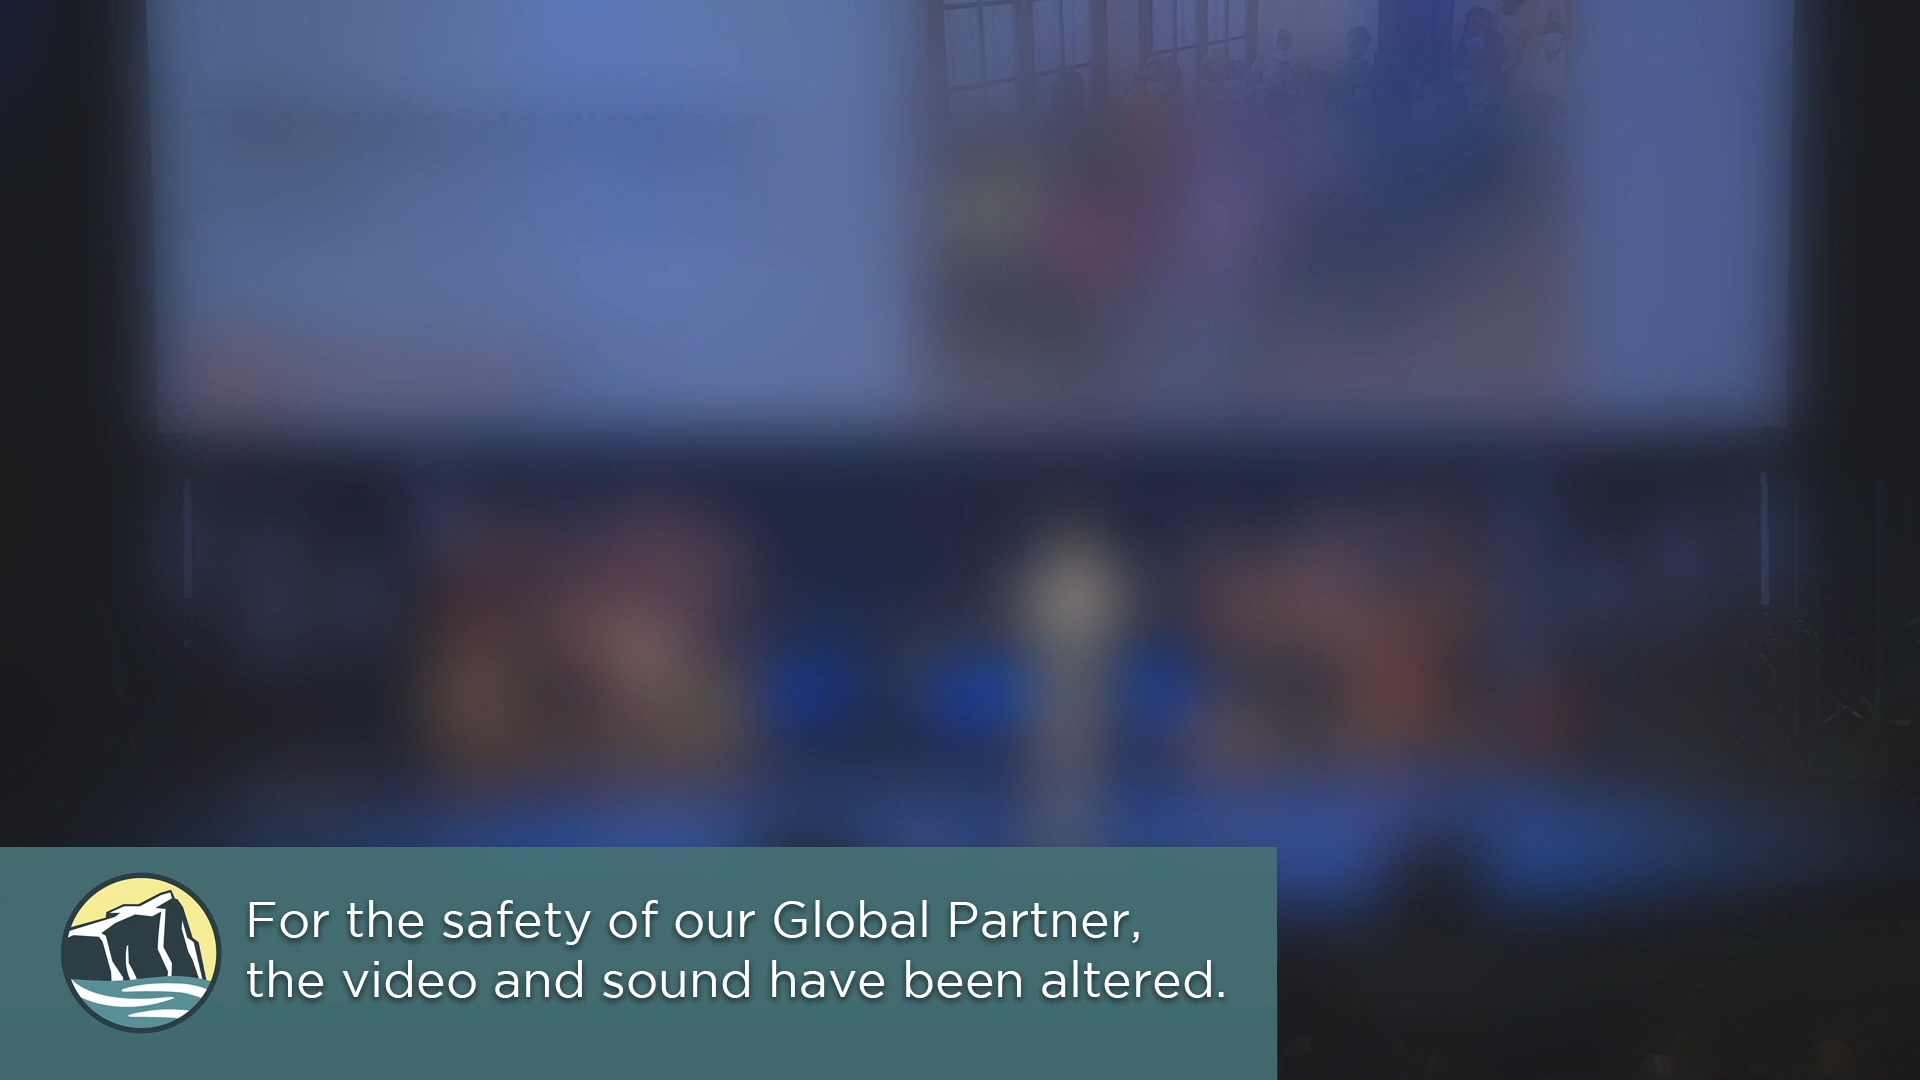 For the safety of our Global Partner,
the video and sound have been altered.